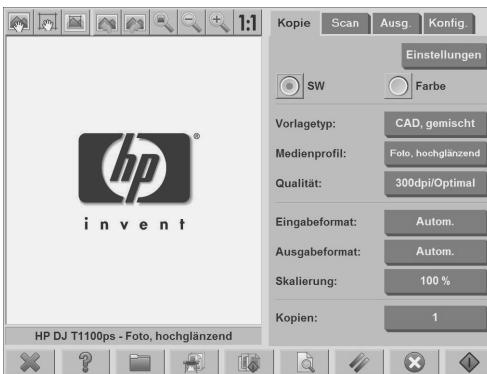 1:1
Kopie Scan Ausg. Konfig.
Einstellungen
SW Farbe
Vorlagetyp: CAD, gemischt
Medienprofil: Foto, hochglänzend
Qualität: 300dpi/Optimal
Eingabeformat: Autom.
Ausgabeformat: Autom.
Skalierung: 100 %
Kopien: 1
hp ®
invent
HP DJ T1100ps - Foto, hochglänzend